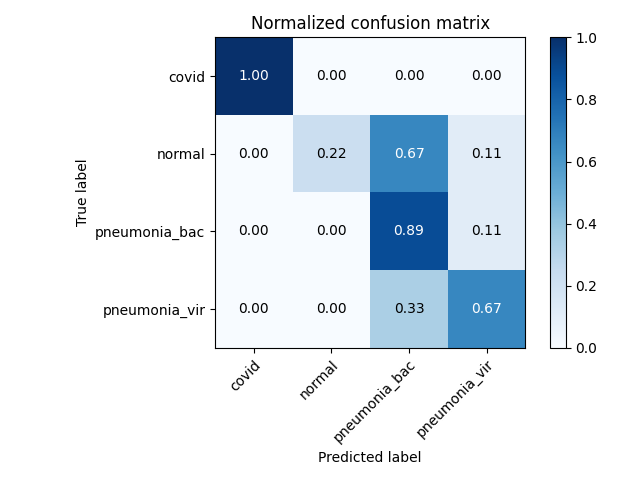 Normalized confusion matrix
True label
covid 1.00 0.00 0.00 0.00
normal 0.00 0.22 0.67 0.11
pneumonia_bac 0.00 0.00 0.89 0.11
pneumonia_vir 0.00 0.00 0.33 0.67
covid normal pneumonia_bac pneumonia_vir
Predicted label
1.0
0.8
0.6
0.4
0.2
0.0